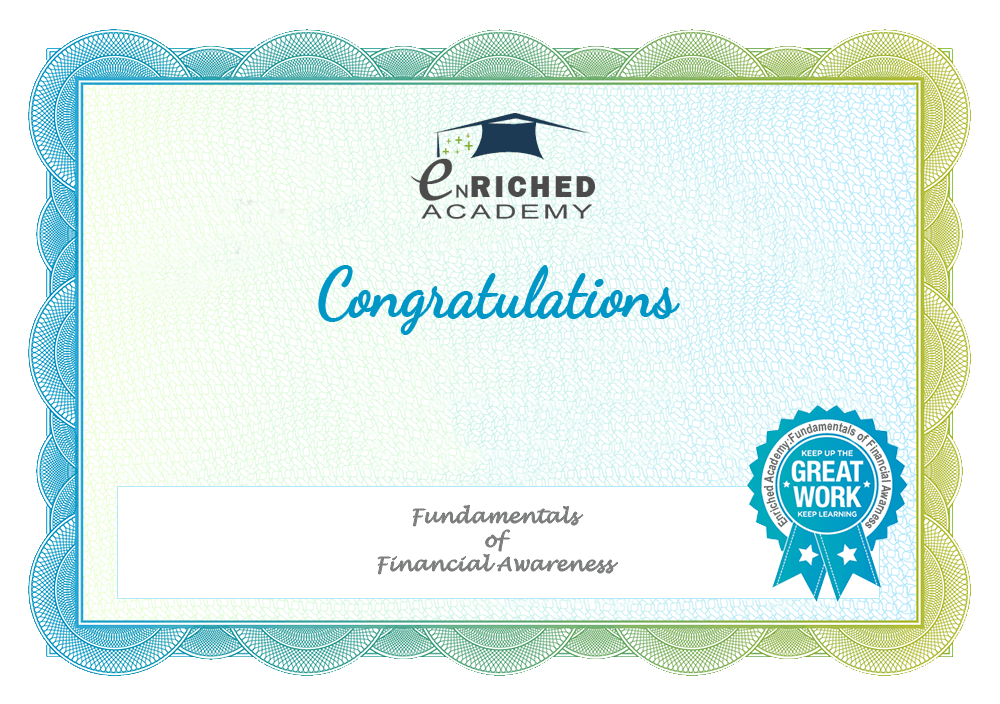 enRICHED
ACADEMY
Congratulations
Fundamentals
of
Financial Awareness
Enriched Academy:Fundamentals of Financial Awarness
KEEP UP THE
GREAT
WORK
KEEP LEARNING